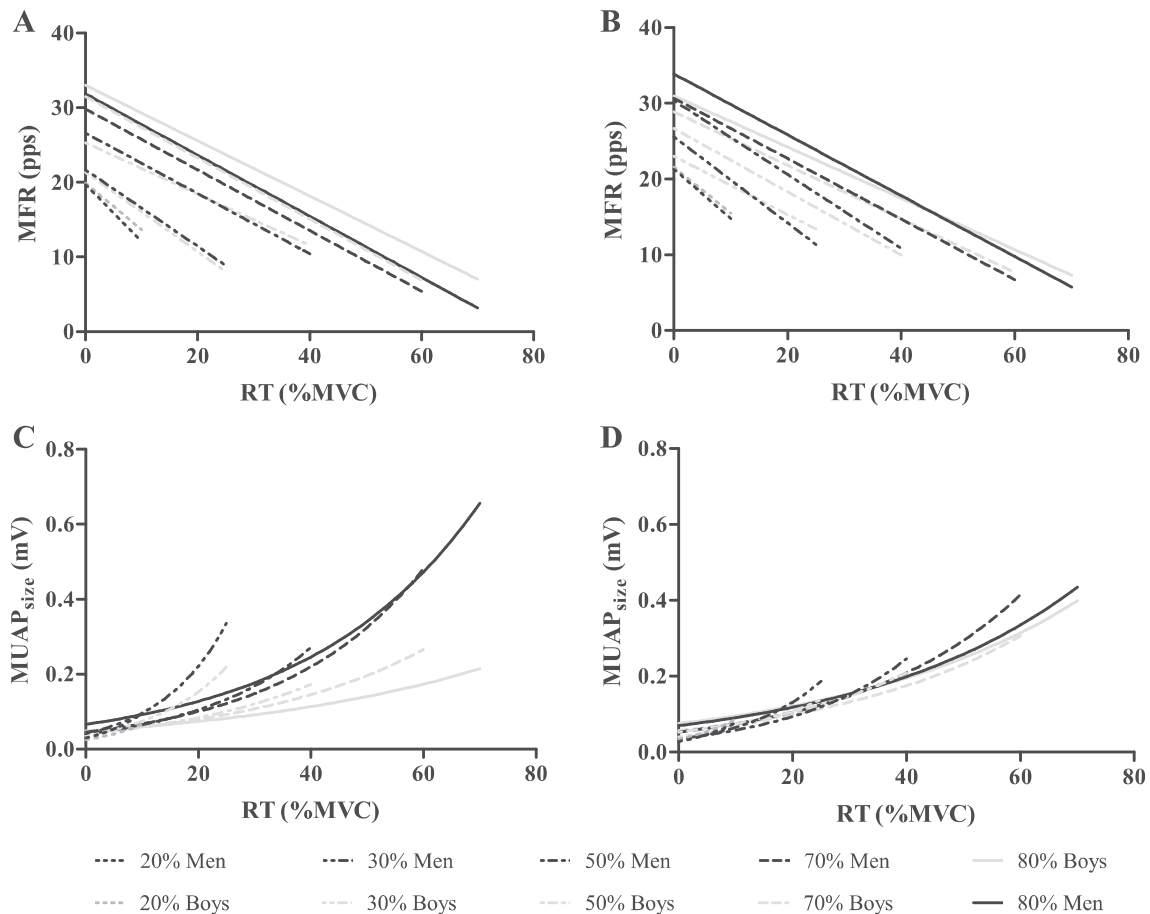 A
MFR (pps)
40
30
20
10
0
0 20 40 60 80
RT (%MVC)
B
MFR (pps)
40
30
20
10
0
0 20 40 60 80
RT (%MVC)
C
MUAPsize (mV)
0.8
0.6
0.4
0.2
0.0
0 20 40 60 80
RT (%MVC)
D
MUAPsize (mV)
0.8
0.6
0.4
0.2
0.0
0 20 40 60 80
RT (%MVC)
20% Men 30% Men 50% Men 70% Men 80% Boys
20% Boys 30% Boys 50% Boys 70% Boys 80% Men